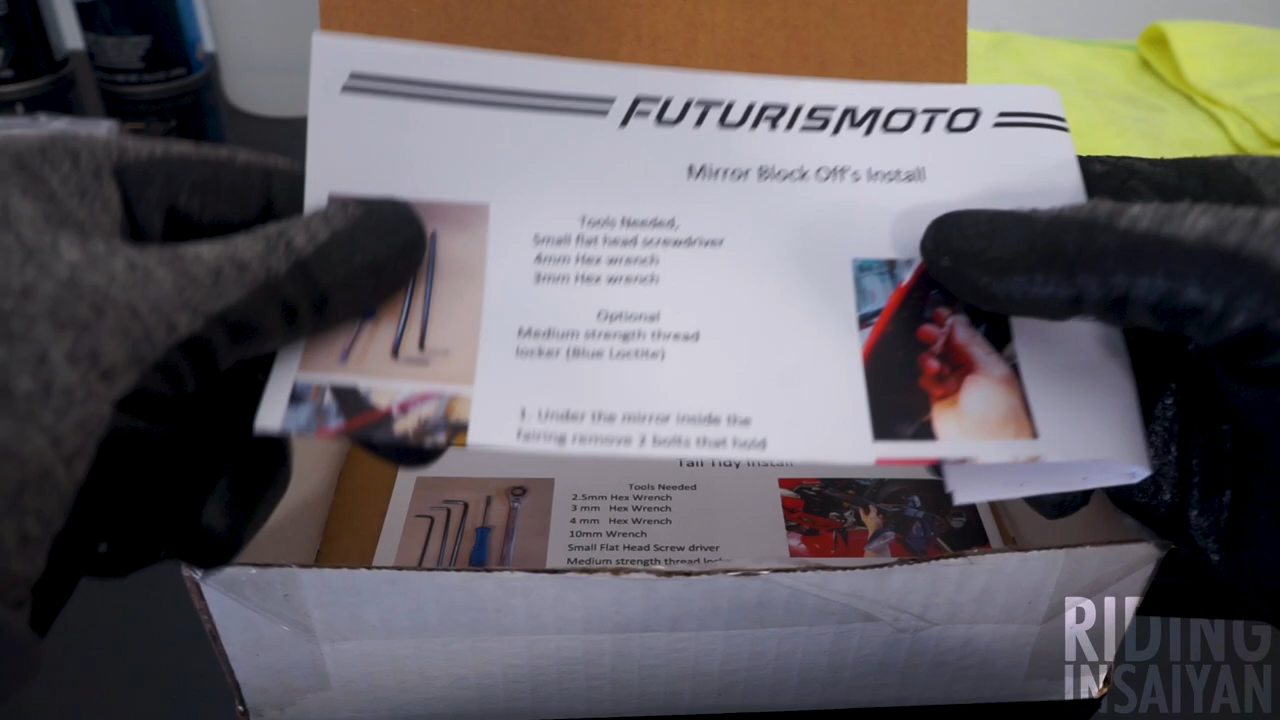 FUTURISMOTO
Mirror Block Off's Install
Tools Needed,
Small flat head screwdriver
4mm Hex wrench
3mm Hex wrench
Optional
Medium strength thread
locker (Blue Loctite)
1. Under the mirror inside the
fairing remove 2 bolts that hold
Tail Tidy Install
Tools Needed
2.5mm Hex Wrench
3 mm Hex Wrench
4 mm Hex Wrench
10mm Wrench
Small Flat Head Screw driver
Medium strength thread
RIDING
INSAIYAN